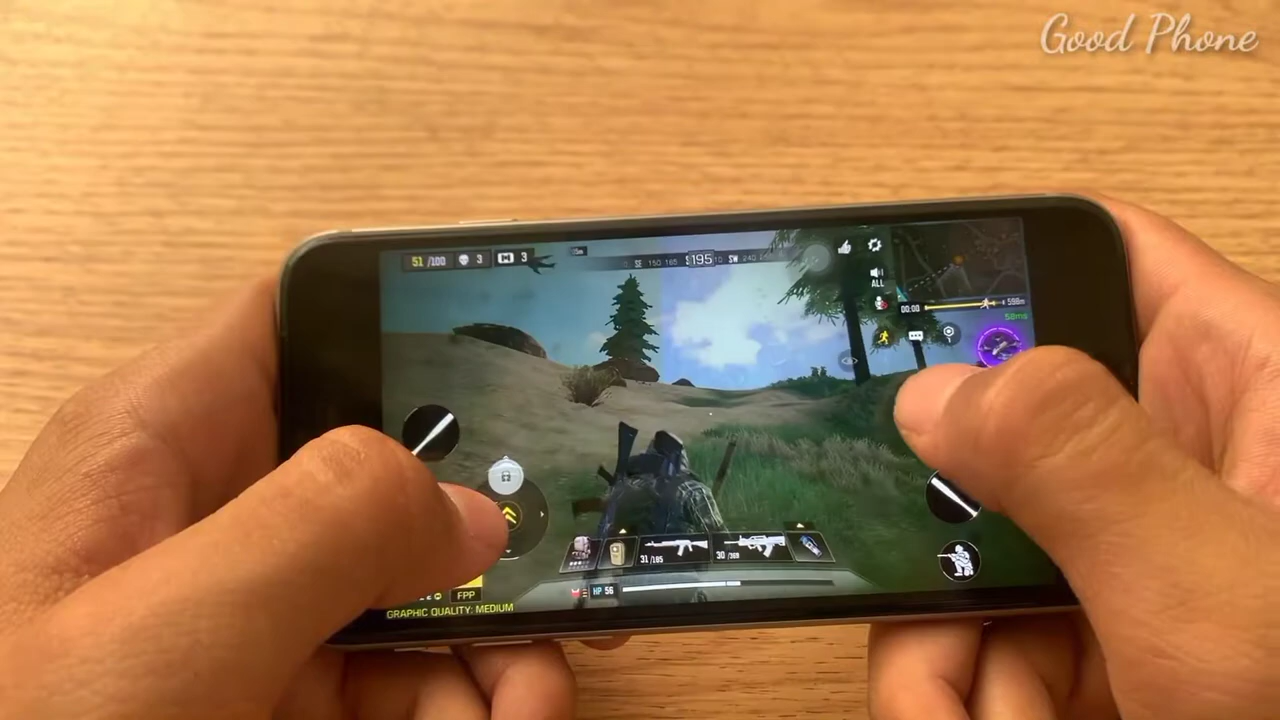 Good Phone
51/100 3 3
SE 150 165 195 SW 240
ALL
00:00 598m
58ms
31/185 30/369
HP 56
FPP
GRAPHIC QUALITY: MEDIUM